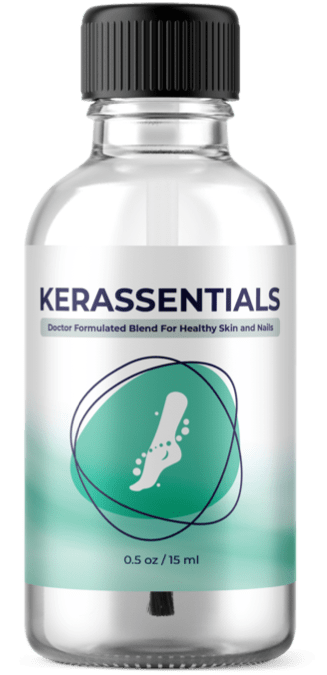 KERASSENTIALS
Doctor Formulated Blend For Healthy Skin and Nails
0.5 oz / 15 ml